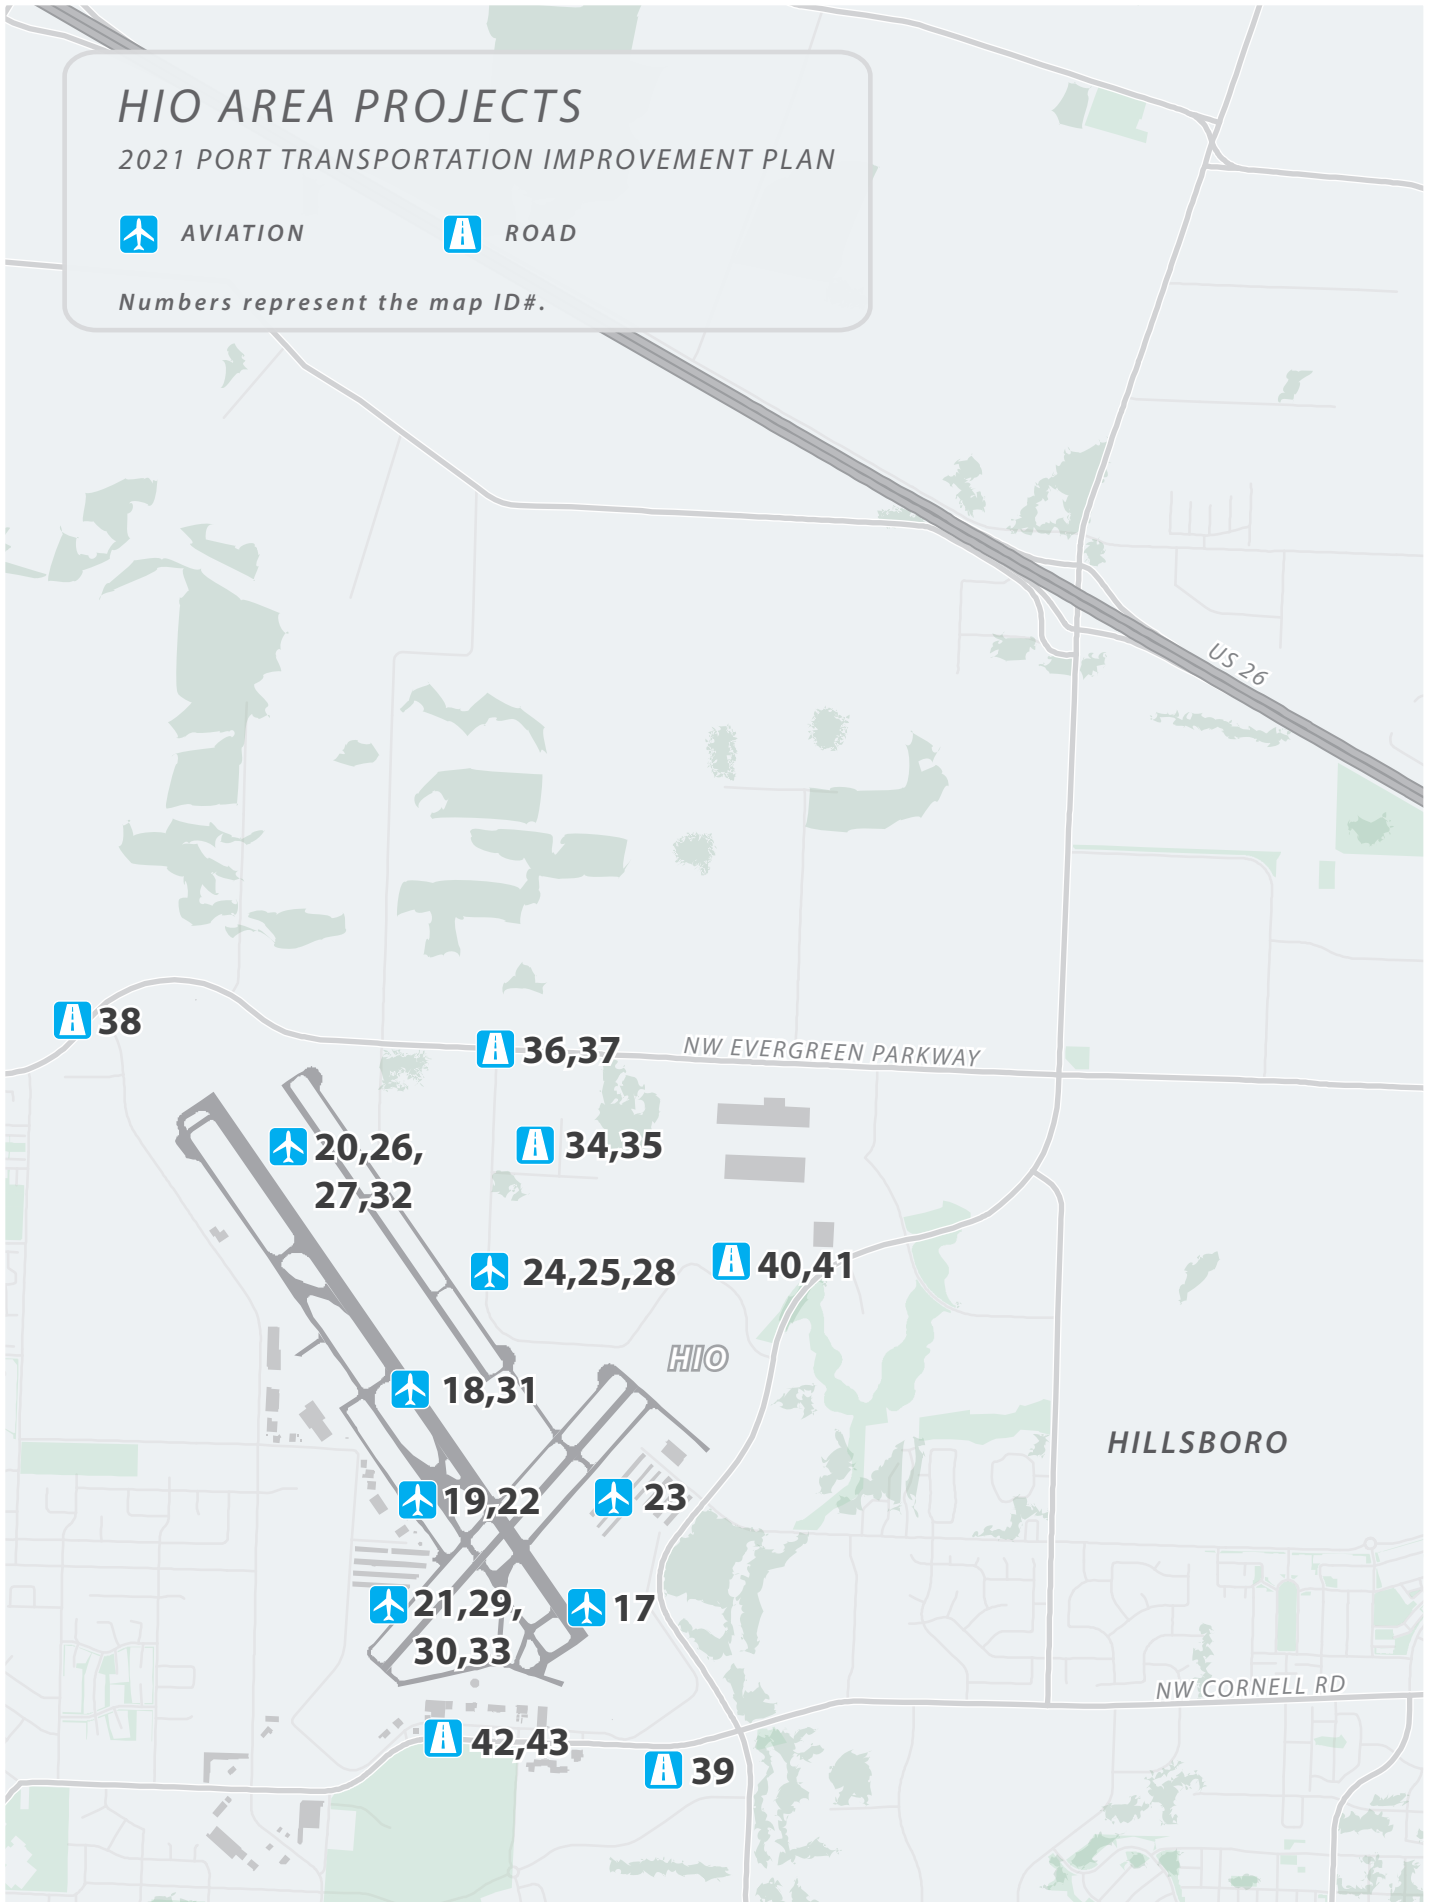 HIO AREA PROJECTS
2021 PORT TRANSPORTATION IMPROVEMENT PLAN
AVIATION
ROAD
Numbers represent the map ID#.
US 26
38
36,37
NW EVERGREEN PARKWAY
20,26,
27,32
34,35
24,25,28
40,41
HIO
18,31
HILLSBORO
19,22
23
21,29,
30,33
17
NW CORNELL RD
42,43
39